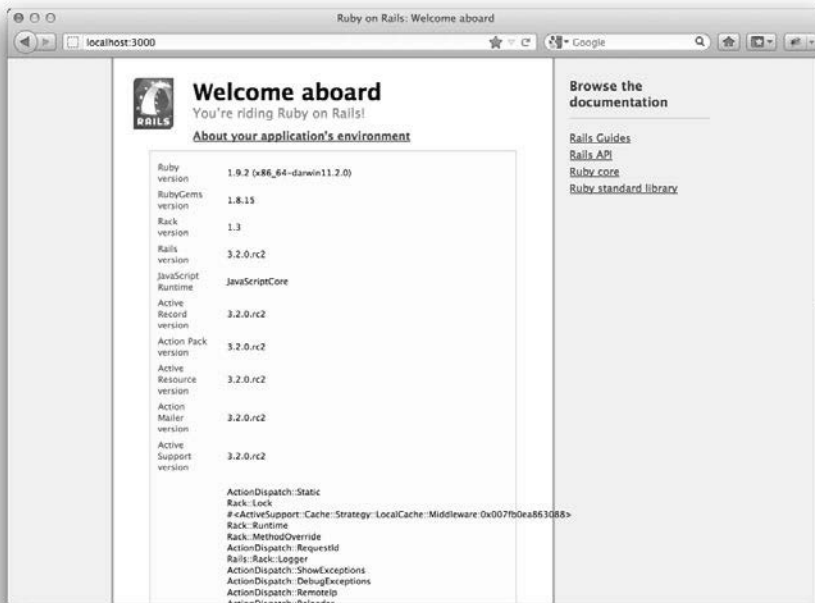 Ruby on Rails: Welcome aboard
localhost:3000
Google
RAILS
Welcome aboard
You're riding Ruby on Rails!
About your application's environment
Ruby
version
1.9.2 (x86_64-darwin11.2.0)
RubyGems
version
1.8.15
Rack
version
1.3
Rails
version
3.2.0.rc2
JavaScript
Runtime
JavaScriptCore
Active
Record
version
3.2.0.rc2
Action Pack
version
3.2.0.rc2
Active
Resource
version
3.2.0.rc2
Action
Mailer
version
3.2.0.rc2
Active
Support
version
3.2.0.rc2
ActionDispatch::Static
Rack::Lock
#<ActiveSupport::Cache::Strategy::LocalCache::Middleware:0x007fb0ea863088>
Rack::Runtime
Rack::MethodOverride
ActionDispatch::RequestId
Rails::Rack::Logger
ActionDispatch::ShowExceptions
ActionDispatch::DebugExceptions
ActionDispatch::RemoteIp
ActionDispatch::Reloader
Browse the
documentation
Rails Guides
Rails API
Ruby core
Ruby standard library